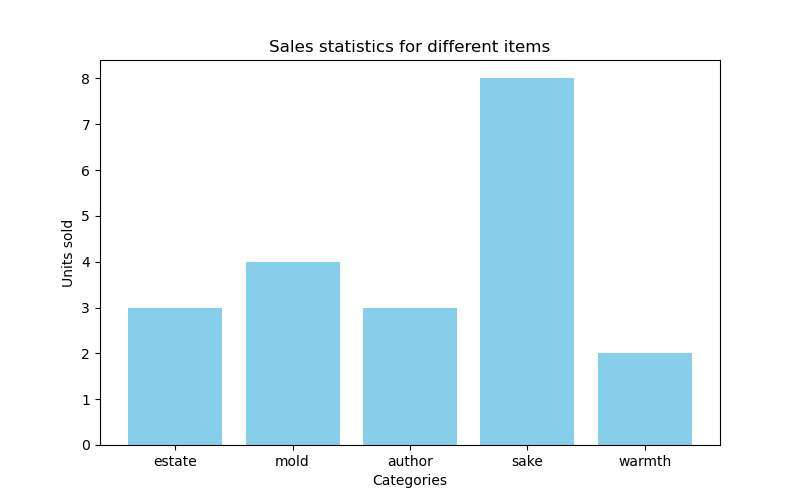 Sales statistics for different items
Units sold
8
7
6
5
4
3
2
1
0
estate mold author sake warmth
Categories